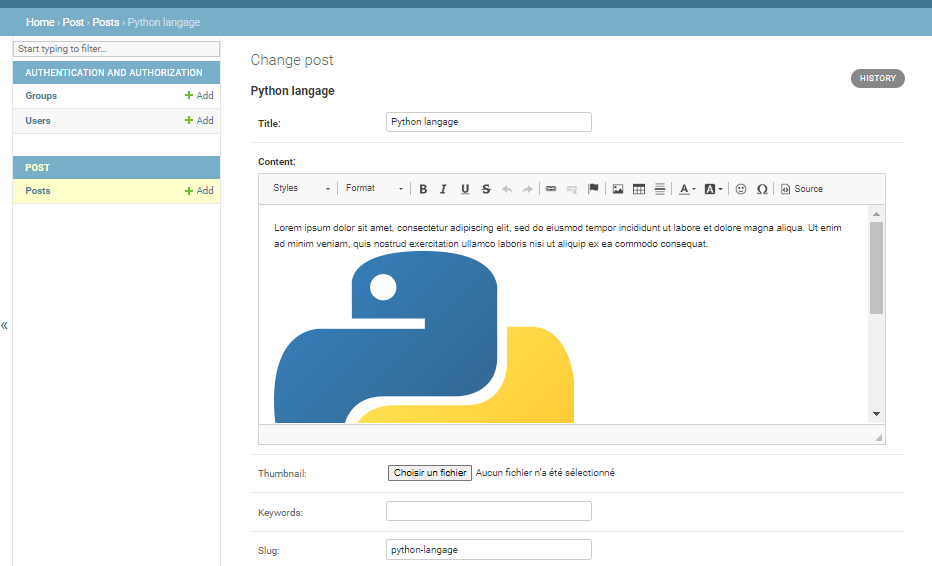 Home › Post › Posts › Python langage
Start typing to filter...
AUTHENTICATION AND AUTHORIZATION
Groups + Add
Users + Add
POST
Posts + Add
«
Change post
HISTORY
Python langage
Title: Python langage
Content:
Styles Format B I U S A A Ω Source
Lorem ipsum dolor sit amet, consectetur adipiscing elit, sed do eiusmod tempor incididunt ut labore et dolore magna aliqua. Ut enim
ad minim veniam, quis nostrud exercitation ullamco laboris nisi ut aliquip ex ea commodo consequat.
Thumbnail: Choisir un fichier Aucun fichier n'a été sélectionné
Keywords:
Slug: python-langage